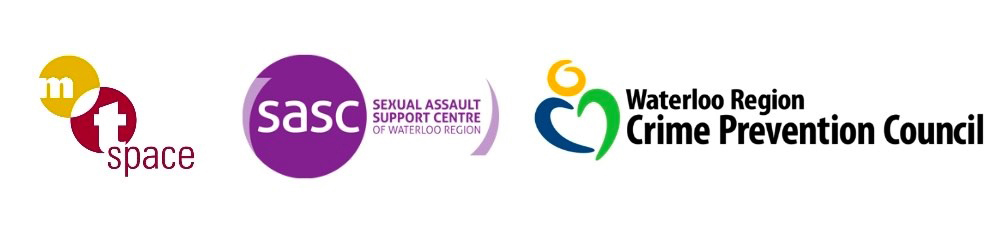 m
t
space
sasc
SEXUAL ASSAULT
SUPPORT CENTRE
OF WATERLOO REGION
Waterloo Region
Crime Prevention Council